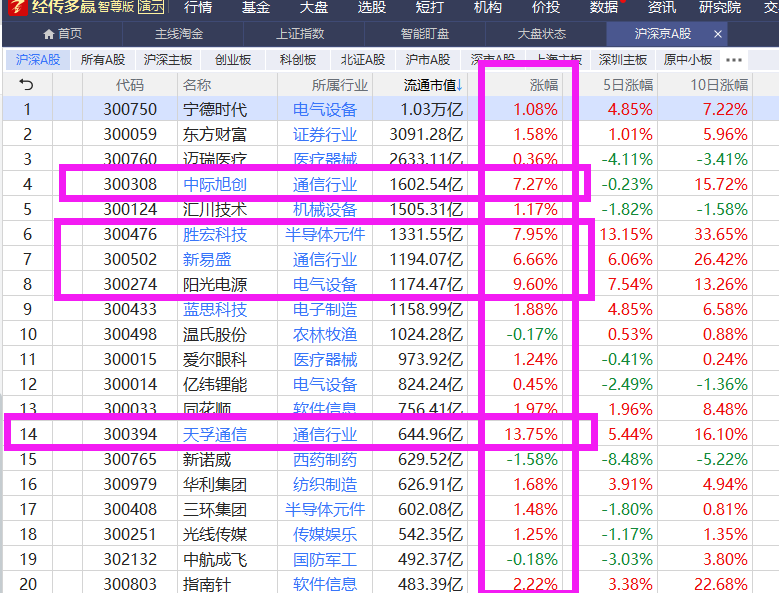 经传多赢 智尊版 演示 行情 基金 大盘 选股 短打 机构 价投 数据 资讯 研究院 交
首页 主线淘金 上证指数 智能盯盘 大盘状态 沪深京A股 ×
沪深A股 所有A股 沪深主板 创业板 科创板 北证A股 沪市A股 深市A股 上海主板 深圳主板 原中小板 •••
代码 名称 所属行业 流通市值↓ 涨幅 5日涨幅 10日涨幅
1 300750 宁德时代 电气设备 1.03万亿 1.08% 4.85% 7.22%
2 300059 东方财富 证券行业 3091.28亿 1.58% 1.01% 5.96%
3 300760 迈瑞医疗 医疗器械 2633.11亿 0.36% -4.11% -3.41%
4 300308 中际旭创 通信行业 1602.54亿 7.27% -0.23% 15.72%
5 300124 汇川技术 机械设备 1505.31亿 1.17% -1.82% -1.58%
6 300476 胜宏科技 半导体元件 1331.55亿 7.95% 13.15% 33.65%
7 300502 新易盛 通信行业 1194.07亿 6.66% 6.06% 26.42%
8 300274 阳光电源 电气设备 1174.47亿 9.60% 7.54% 13.26%
9 300433 蓝思科技 电子制造 1158.99亿 1.88% 4.85% 6.58%
10 300498 温氏股份 农林牧渔 1024.28亿 -0.17% 0.53% 0.88%
11 300015 爱尔眼科 医疗器械 973.92亿 1.24% -0.41% 0.24%
12 300014 亿纬锂能 电气设备 824.24亿 0.45% -2.49% -1.36%
13 300033 同花顺 软件信息 756.41亿 1.97% 1.96% 8.48%
14 300394 天孚通信 通信行业 644.96亿 13.75% 5.44% 16.10%
15 300765 新诺威 西药制药 629.52亿 -1.58% -8.48% -5.22%
16 300979 华利集团 纺织制造 626.91亿 1.68% 3.91% 4.94%
17 300408 三环集团 半导体元件 602.08亿 1.48% -1.80% 0.81%
18 300251 光线传媒 传媒娱乐 542.35亿 1.25% -1.17% 1.35%
19 302132 中航成飞 国防军工 492.37亿 -0.18% -3.03% 3.80%
20 300803 指南针 软件信息 483.39亿 2.22% 3.38% 22.68%